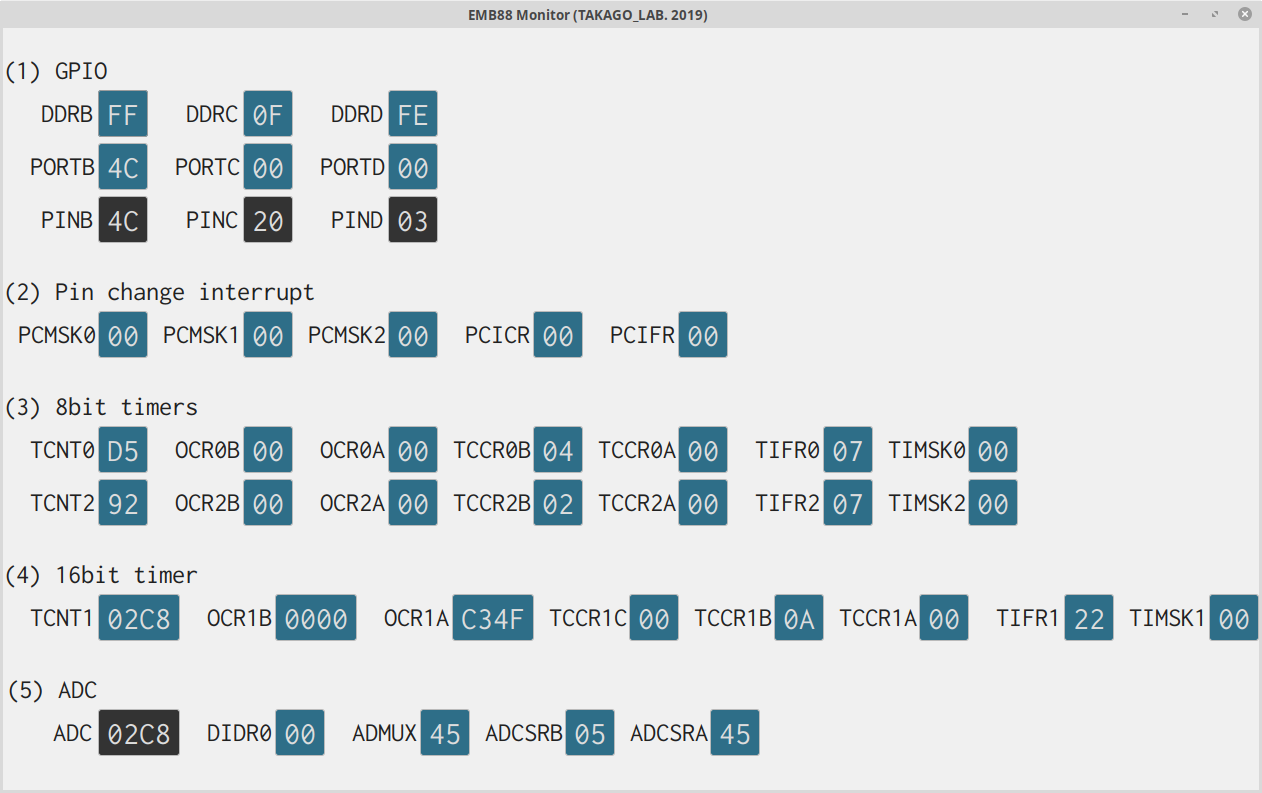 EMB88 Monitor (TAKAGO_LAB. 2019)
(1) GPIO
DDRB FF DDRC 0F DDRD FE
PORTB 4C PORTC 00 PORTD 00
PINB 4C PINC 20 PIND 03
(2) Pin change interrupt
PCMSK0 00 PCMSK1 00 PCMSK2 00 PCICR 00 PCIFR 00
(3) 8bit timers
TCNT0 D5 OCR0B 00 OCR0A 00 TCCR0B 04 TCCR0A 00 TIFR0 07 TIMSK0 00
TCNT2 92 OCR2B 00 OCR2A 00 TCCR2B 02 TCCR2A 00 TIFR2 07 TIMSK2 00
(4) 16bit timer
TCNT1 02C8 OCR1B 0000 OCR1A C34F TCCR1C 00 TCCR1B 0A TCCR1A 00 TIFR1 22 TIMSK1 00
(5) ADC
ADC 02C8 DIDR0 00 ADMUX 45 ADCSRB 05 ADCSRA 45